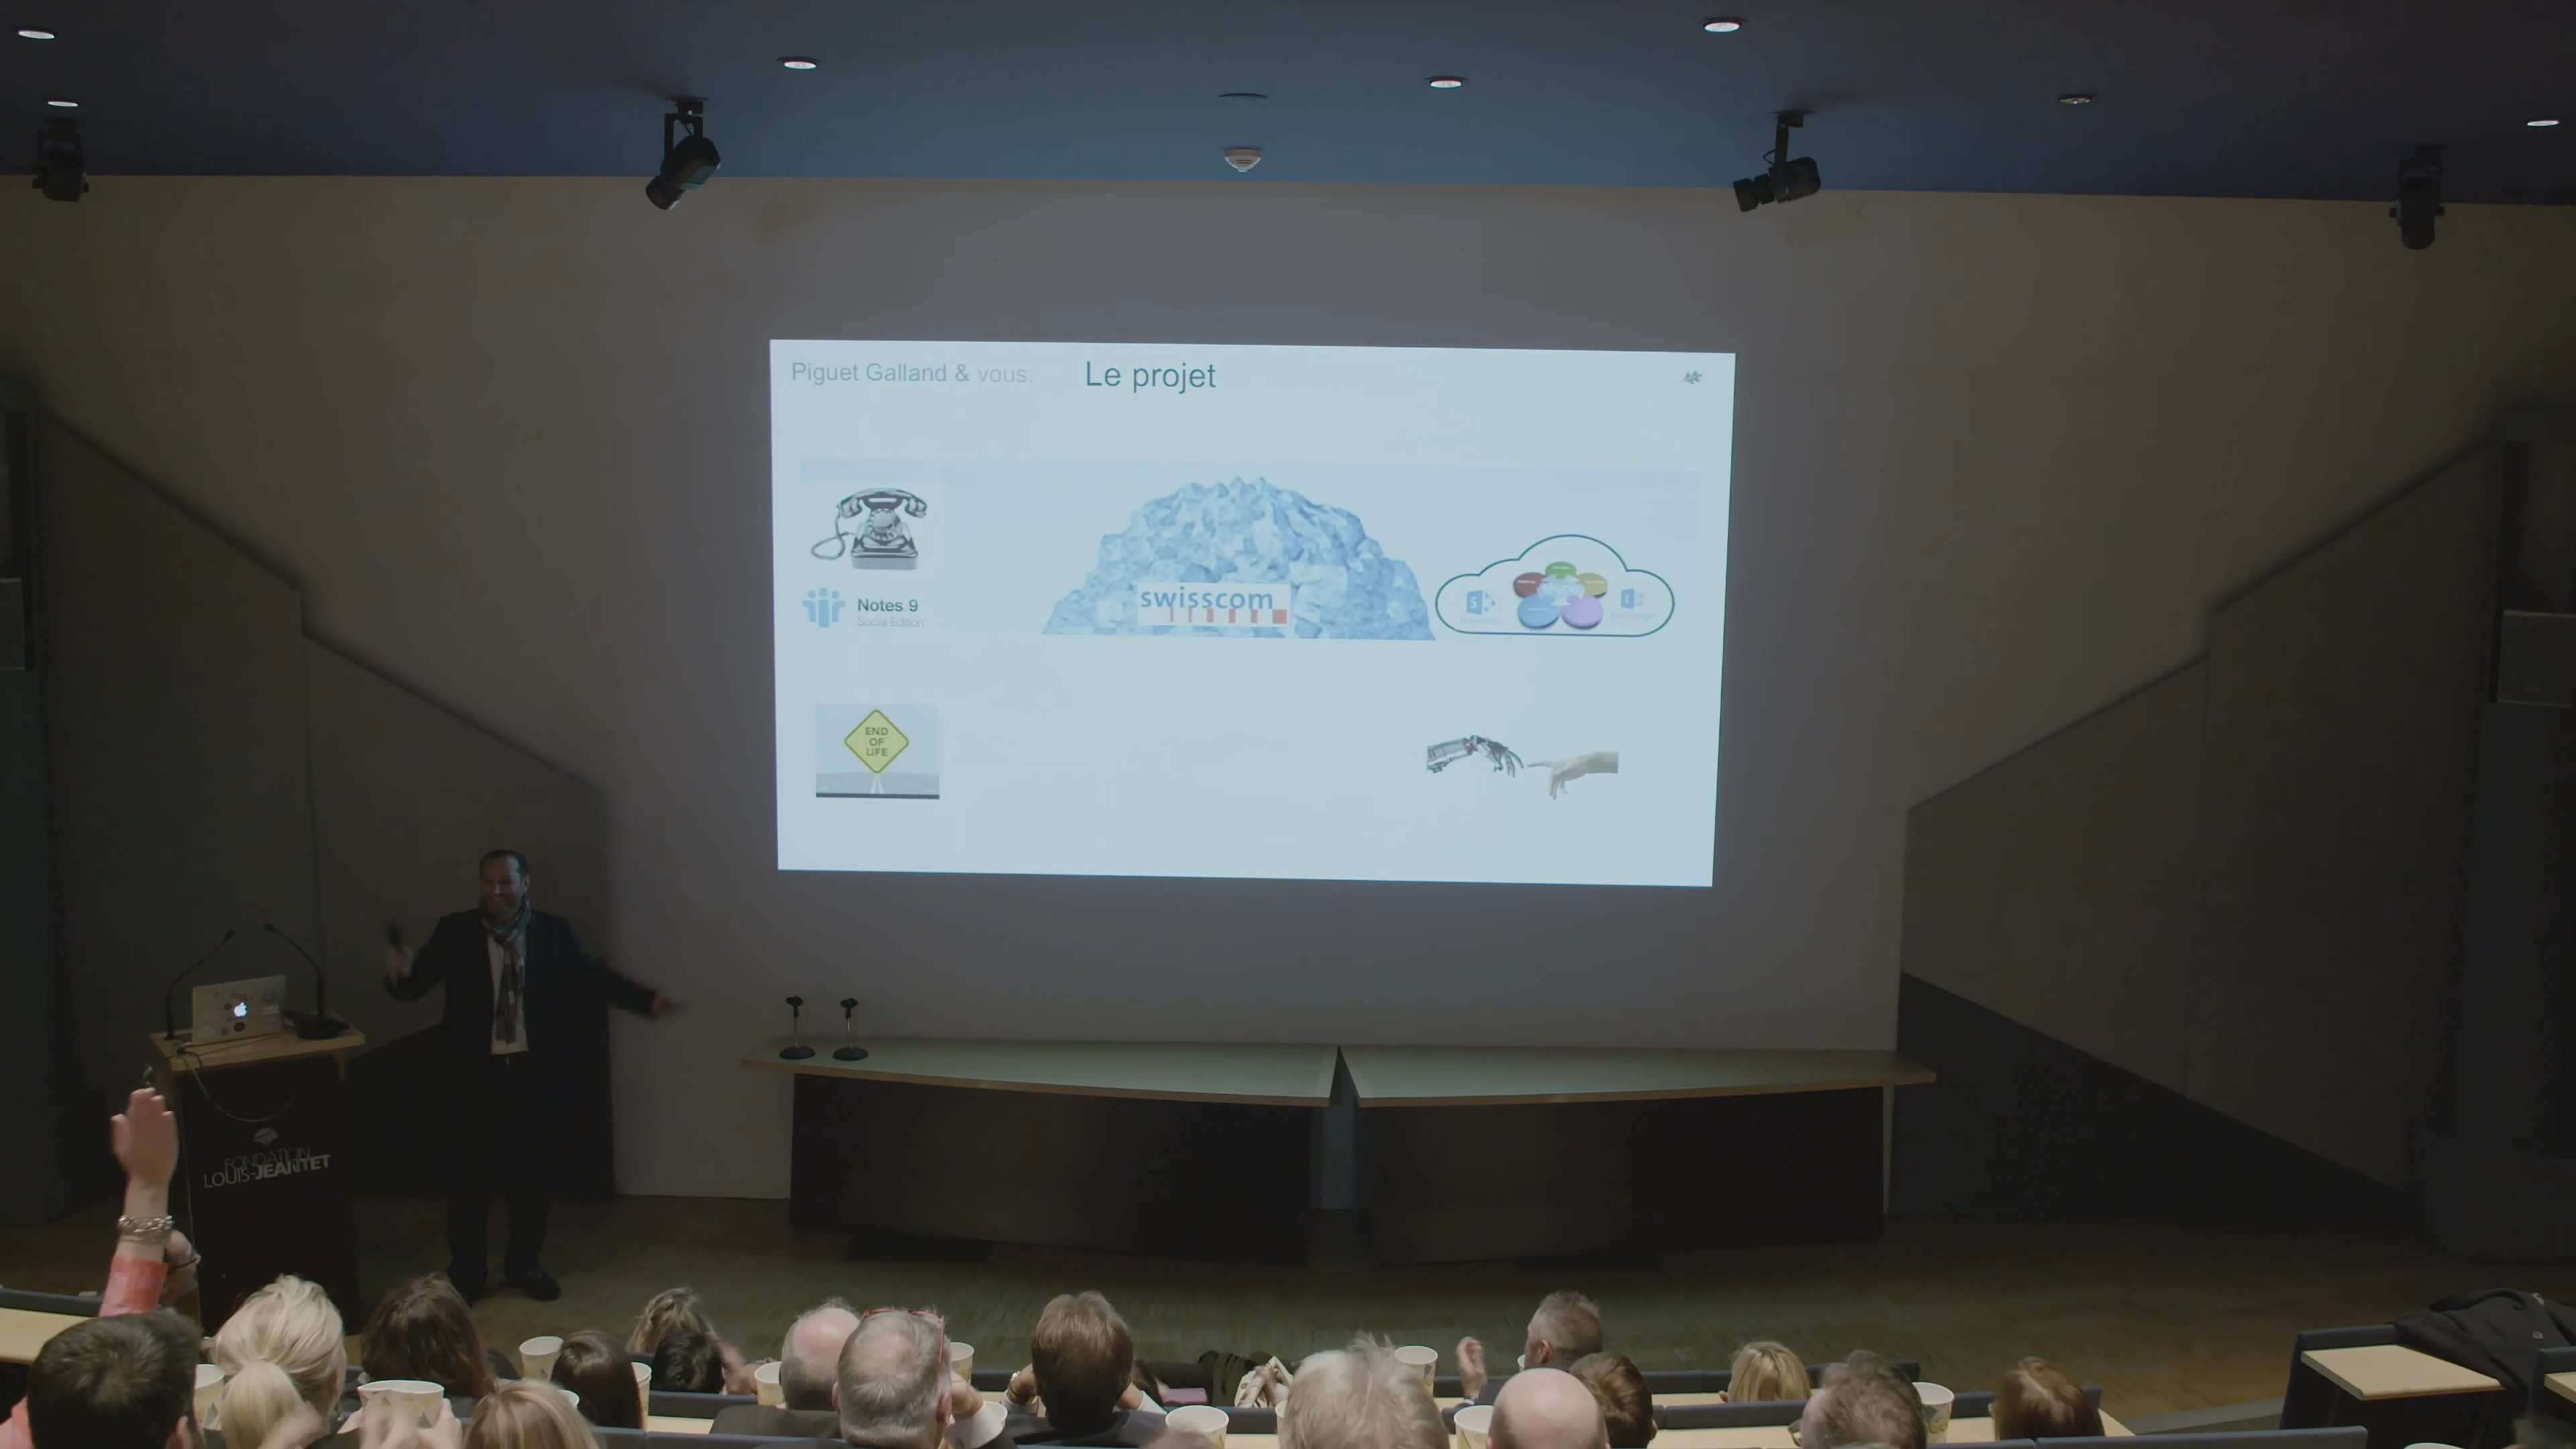 Piguet Galland & vous.
Le projet
Notes 9
Social Edition
swisscom
END
OF
LIFE
FONDATION
LOUIS-JEANTET